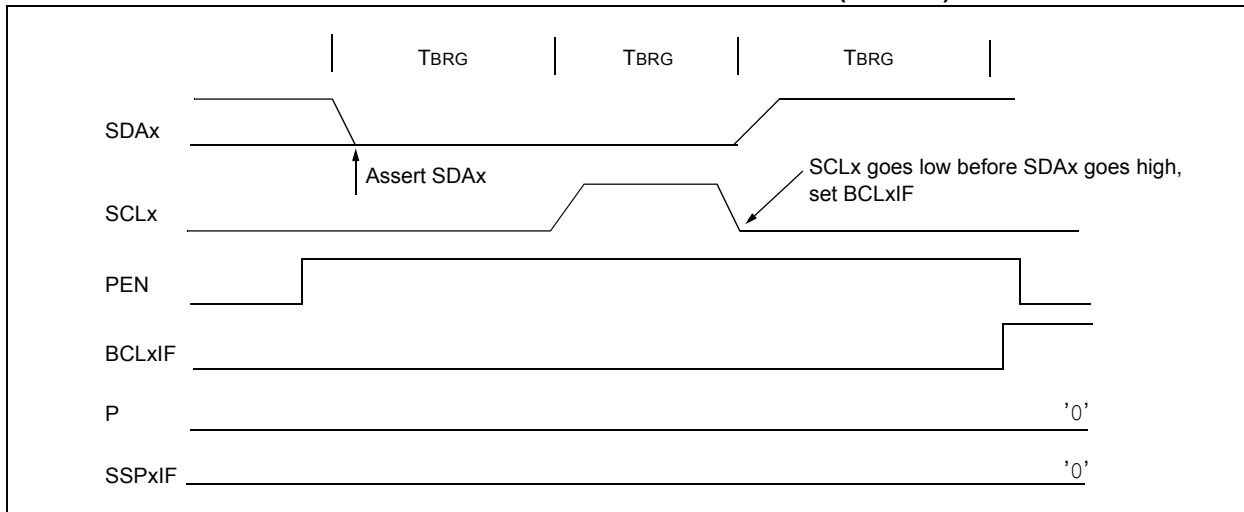 TBRG TBRG TBRG
SDAx
Assert SDAx
SCLx goes low before SDAx goes high,
set BCLxIF
SCLx
PEN
BCLxIF
P '0'
SSPxIF '0'